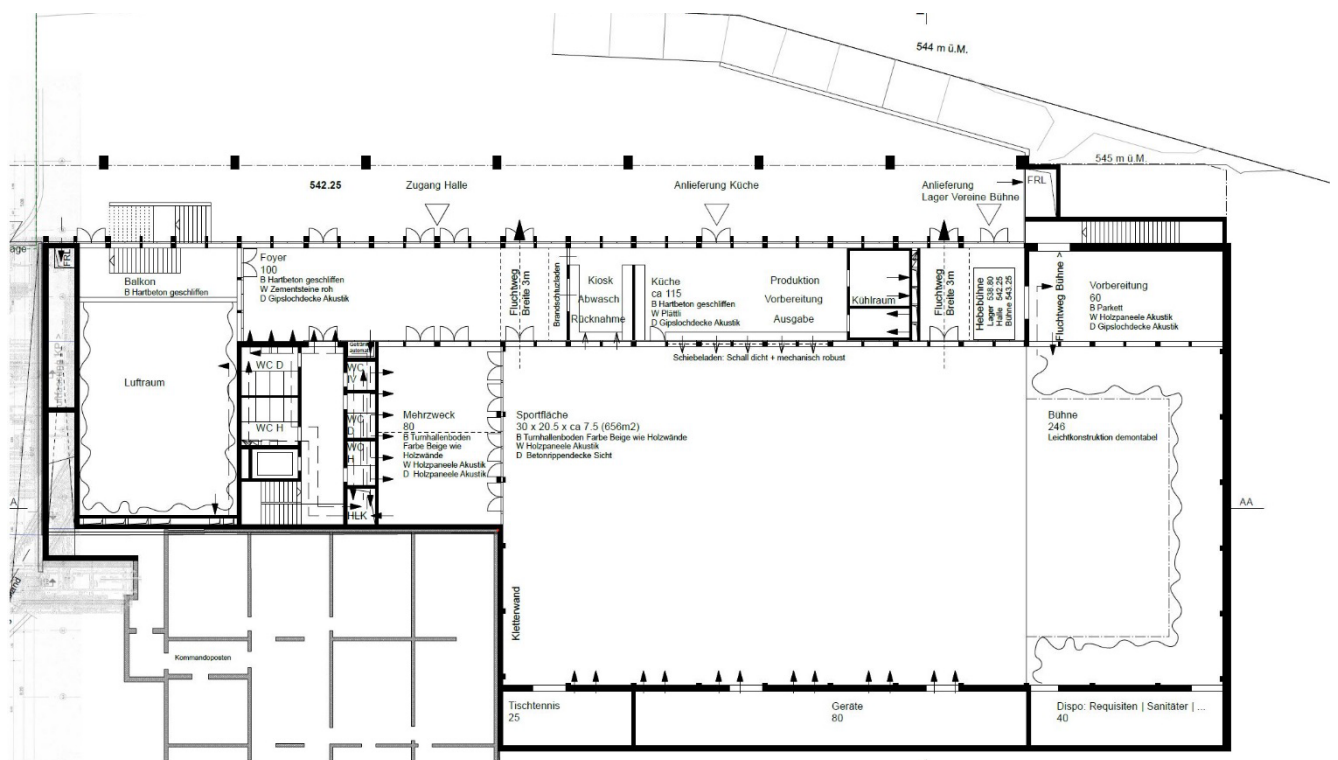 544 m ü.M.
545 m ü.M.
542.25
Zugang Halle
Anlieferung Küche
Anlieferung
Lager Vereine Bühne
FRL
FRL
Balkon
B Hartbeton geschliffen
Foyer
100
B Hartbeton geschliffen
W Zementsteine roh
D Gipslochdecke Akustik
Fluchtweg
Breite 3m
Brandschutzladen
Kiosk
Abwasch
Rücknahme
Küche
ca 115
B Hartbeton geschliffen
W Plättli
D Gipslochdecke Akustik
Produktion
Vorbereitung
Ausgabe
Kühlraum
Fluchtweg
Breite 3m
Hebebühne
Lager 538.80
Halle 542.25
Bühne 543.25
Fluchtweg Bühne >
Vorbereitung
60
B Parkett
W Holzpaneele Akustik
D Gipslochdecke Akustik
Schiebeladen: Schall dicht + mechanisch robust
Luftraum
WC D
WC H
WC
IV
WC
D
WC
H
HLK
Mehrzweck
80
B Turnhallenboden
Farbe Beige wie
Holzwände
W Holzpaneele Akustik
D Holzpaneele Akustik
Sportfläche
30 x 20.5 x ca 7.5 (656m2)
B Turnhallenboden Farbe Beige wie Holzwände
W Holzpaneele Akustik
D Betonrippendecke Sicht
Bühne
246
Leichtkonstruktion demontabel
A
AA
Kletterwand
Kommandoposten
Tischtennis
25
Geräte
80
Dispo: Requisiten | Sanitäter | ...
40